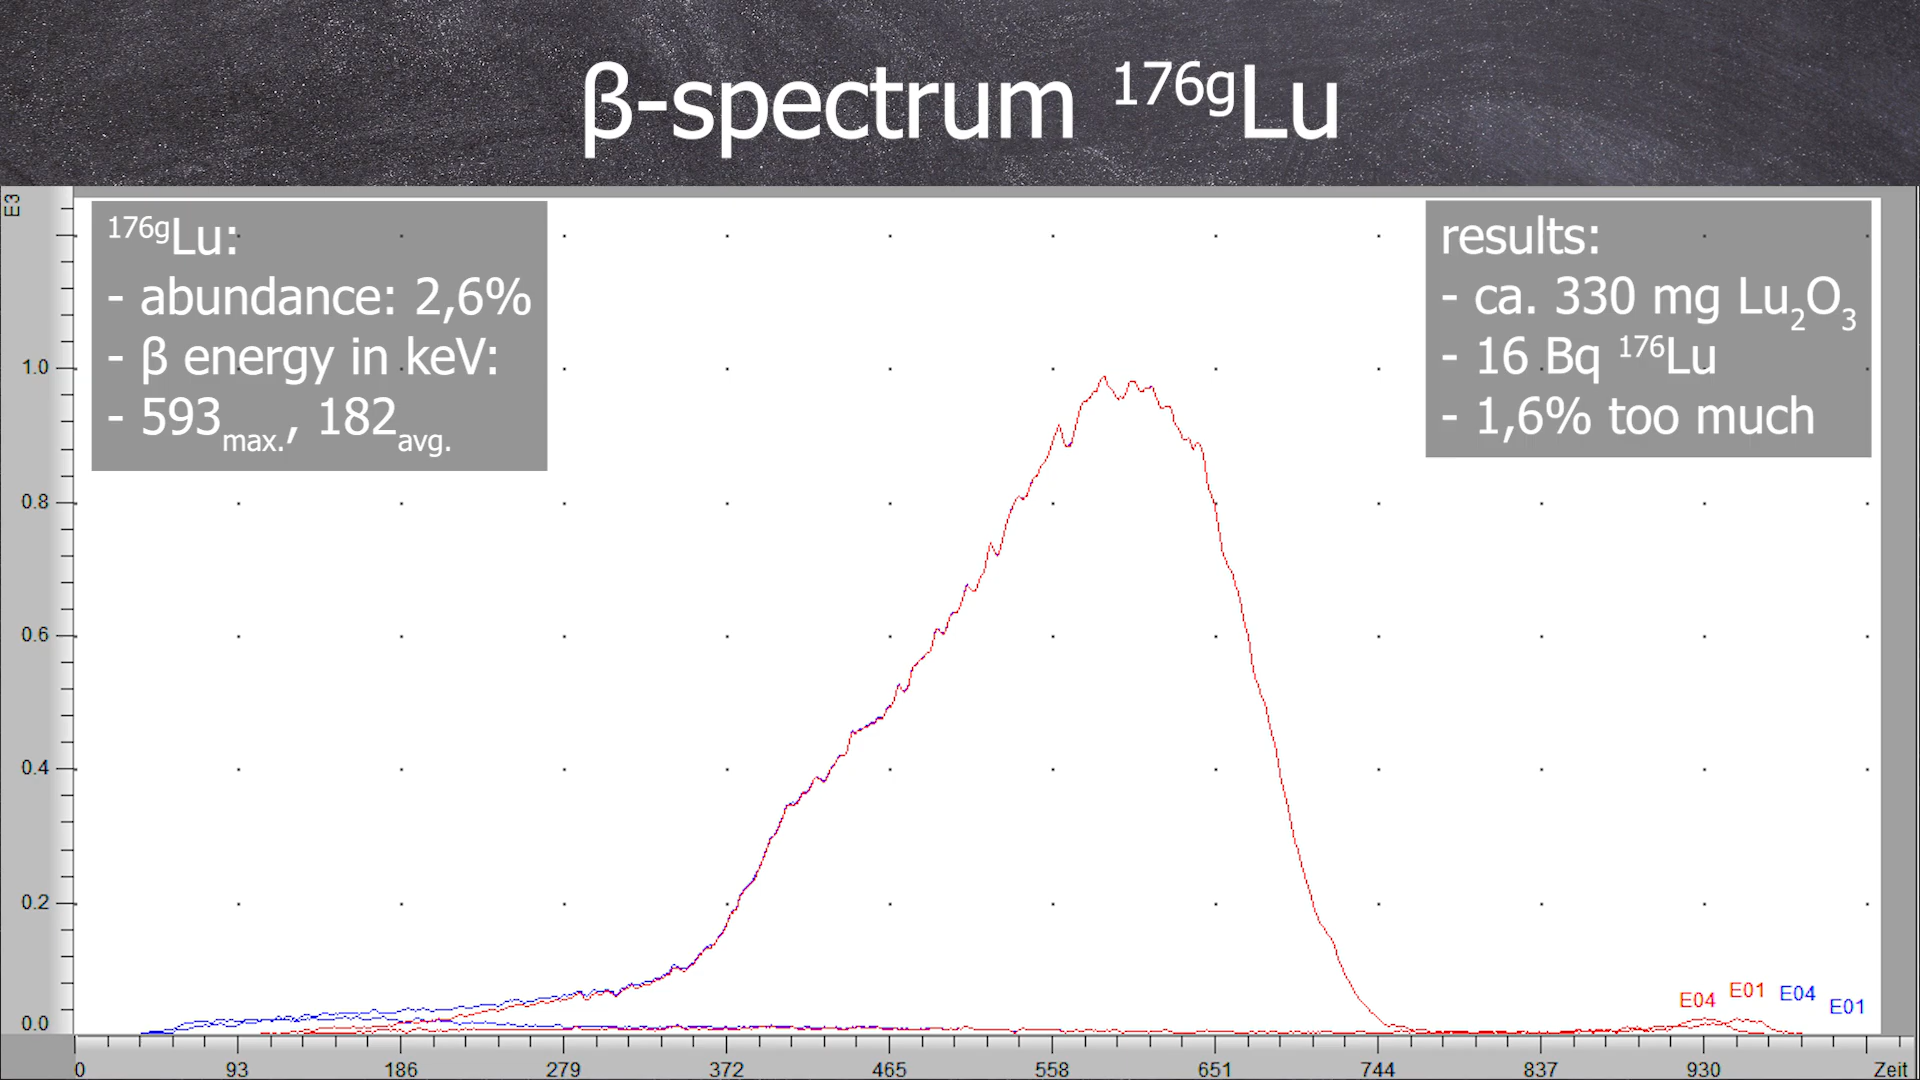 β-spectrum ¹⁷⁶ᵍLu
E3
¹⁷⁶ᵍLu:
- abundance: 2,6%
- β energy in keV:
- 593max., 182avg.
results:
- ca. 330 mg Lu₂O₃
- 16 Bq ¹⁷⁶Lu
- 1,6% too much
1.0
0.8
0.6
0.4
0.2
0.0
E04 E01 E04 E01
0 93 186 279 372 465 558 651 744 837 930 Zeit